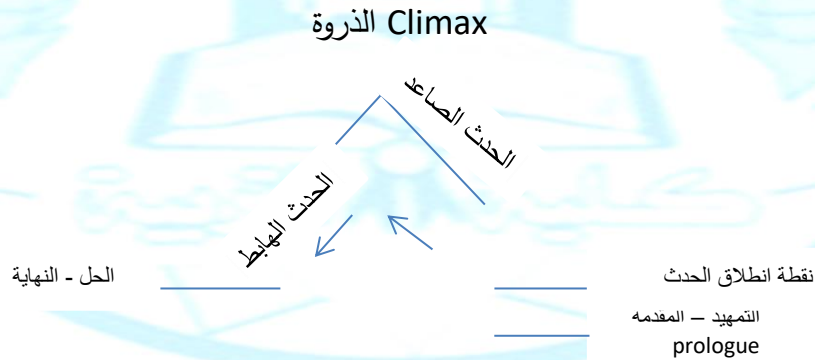 الذروة Climax
الحدث الصاعد
الحدث الهابط
نقطة انطلاق الحدث
الحل - النهاية
التمهيد – المقدمه
prologue